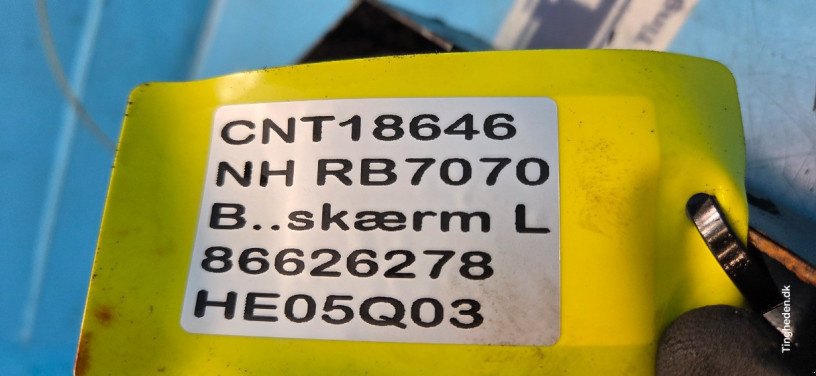 CNT18646
NH RB7070
B..skærm L
86626278
HE05Q03
Tingheden.dk